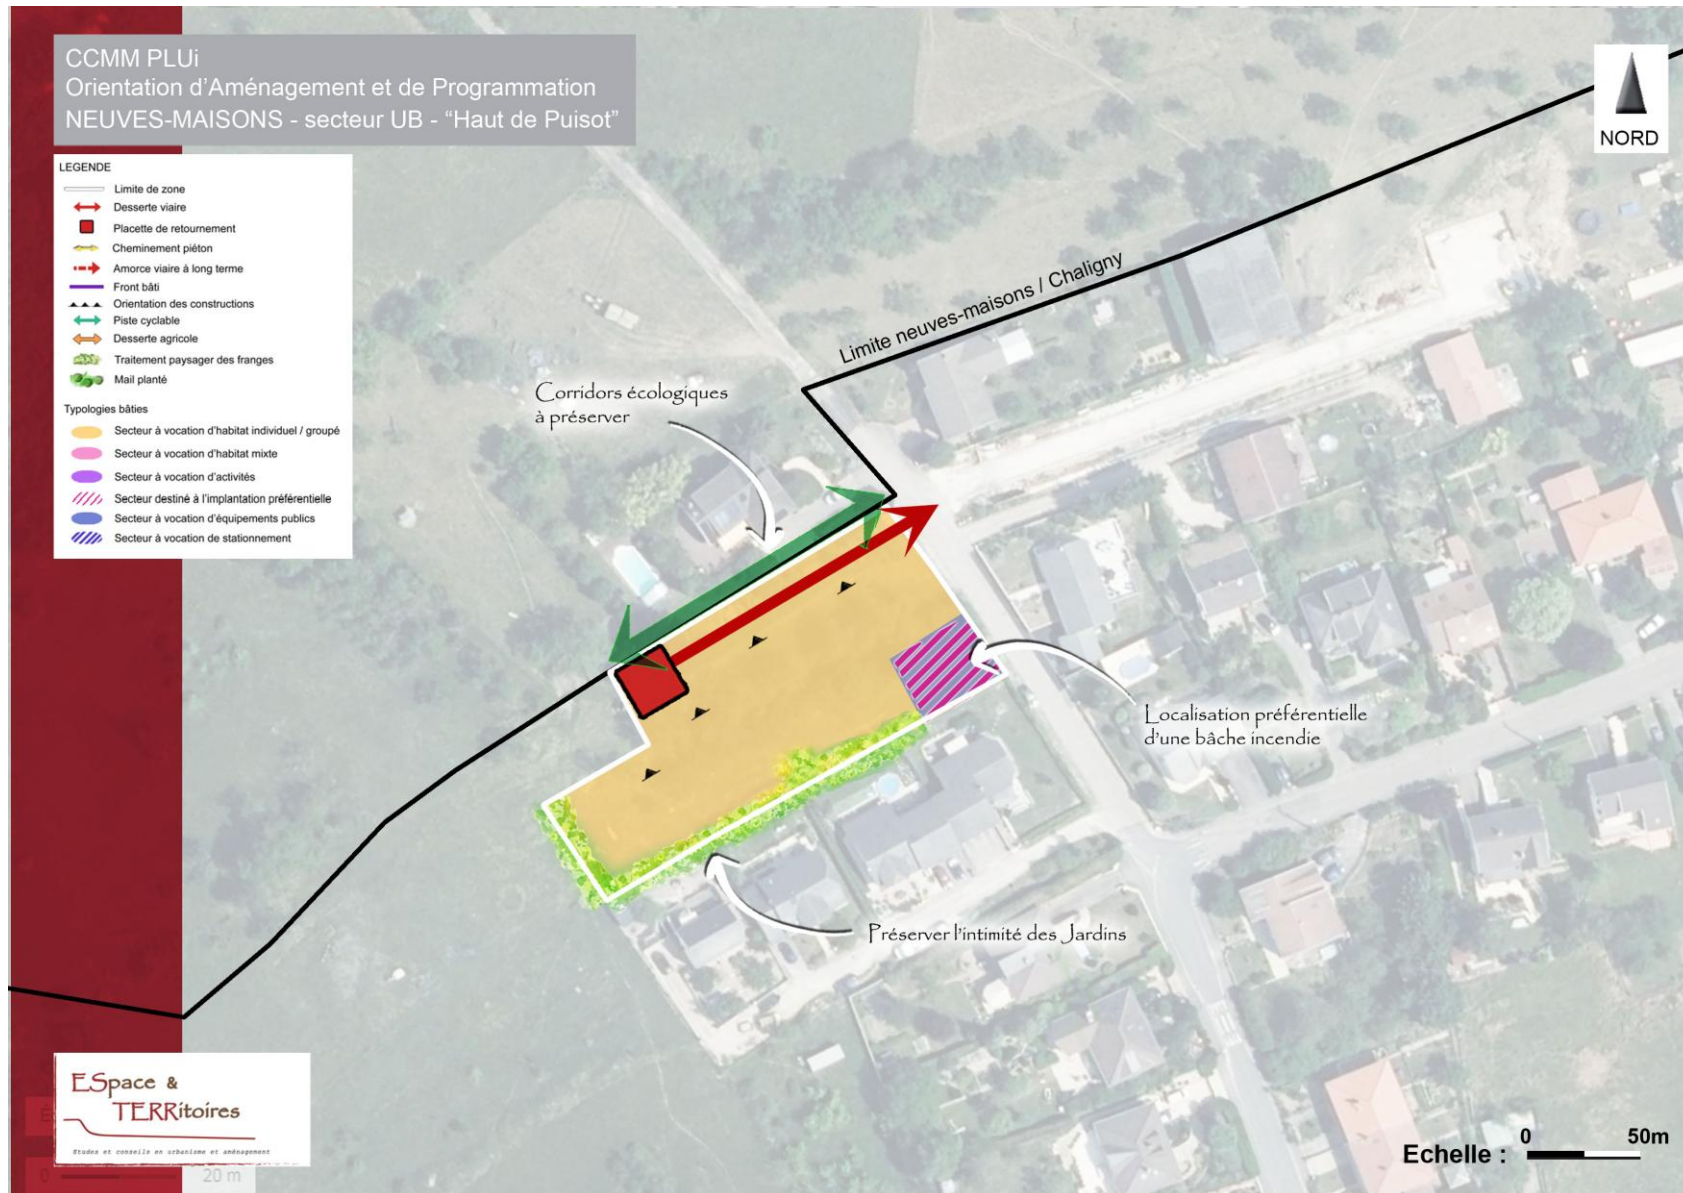 CCMM PLUi
Orientation d'Aménagement et de Programmation
NEUVES-MAISONS - secteur UB - “Haut de Puisot”
NORD
LEGENDE
Limite de zone
Desserte viaire
Placette de retournement
Cheminement piéton
Amorce viaire à long terme
Front bâti
Orientation des constructions
Piste cyclable
Desserte agricole
Traitement paysager des franges
Mail planté
Typologies bâties
Secteur à vocation d'habitat individuel / groupé
Secteur à vocation d'habitat mixte
Secteur à vocation d'activités
Secteur destiné à l'implantation préférentielle
Secteur à vocation d'équipements publics
Secteur à vocation de stationnement
Limite neuves-maisons / Chaligny
Corridors écologiques
à préserver
Localisation préférentielle
d'une bâche incendie
Préserver l'intimité des Jardins
ESpace &
TERRitoires
Etudes et conseils en urbanisme et aménagement
0 20 m
Echelle :
0 50m